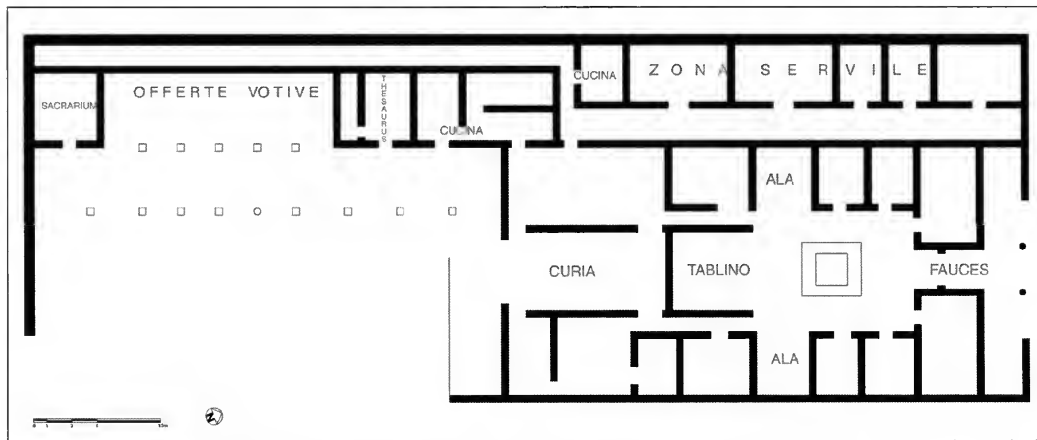 CUCINA
ZONA SERVILE
SACRARIUM
OFFERTE VOTIVE
THESAURUS
CUCINA
ALA
CURIA
TABLINO
FAUCES
ALA